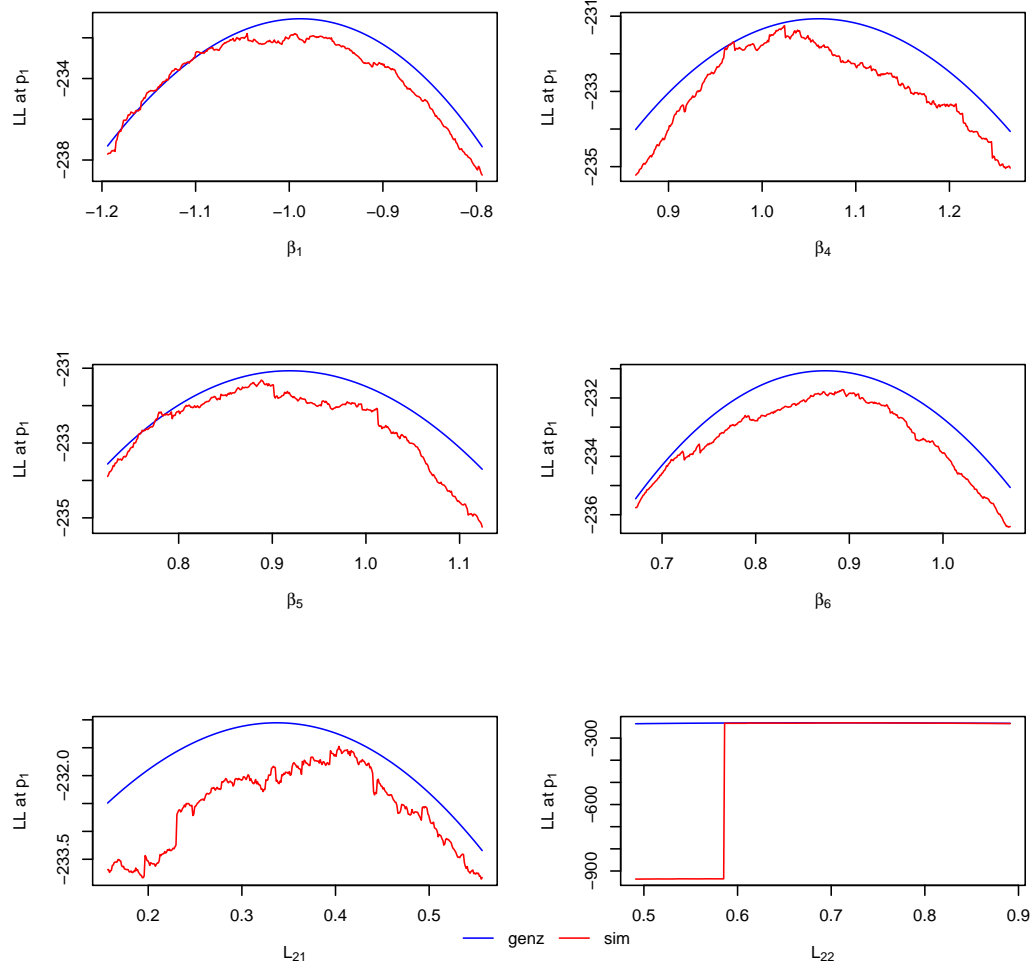 LL at p₁
−234
−238
−1.2 −1.1 −1.0 −0.9 −0.8
β₁
LL at p₁
−231
−233
−235
0.9 1.0 1.1 1.2
β₄
LL at p₁
−231
−233
−235
0.8 0.9 1.0 1.1
β₅
LL at p₁
−232
−234
−236
0.7 0.8 0.9 1.0
β₆
LL at p₁
−232.0
−233.5
0.2 0.3 0.4 0.5
L₂₁
LL at p₁
−300
−600
−900
0.5 0.6 0.7 0.8 0.9
L₂₂
genz sim